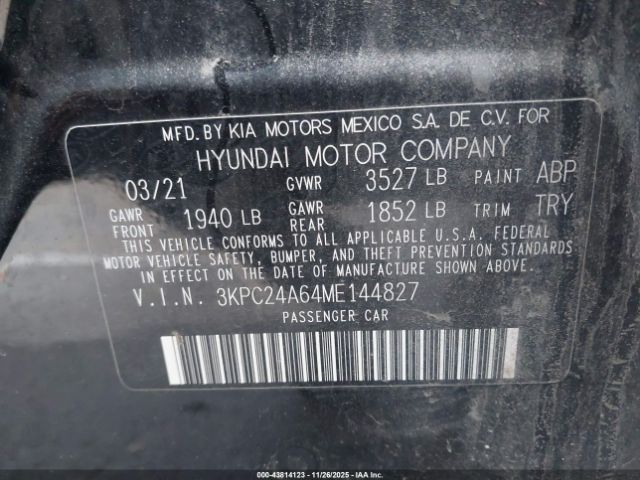 MFD. BY KIA MOTORS MEXICO S.A. DE C.V. FOR
HYUNDAI MOTOR COMPANY
03/21 GVWR 3527 LB PAINT ABP
GAWR FRONT 1940 LB GAWR REAR 1852 LB TRIM TRY
THIS VEHICLE CONFORMS TO ALL APPLICABLE U.S.A. FEDERAL
MOTOR VEHICLE SAFETY, BUMPER, AND THEFT PREVENTION STANDARDS
IN EFFECT ON THE DATE OF MANUFACTURE SHOWN ABOVE.
V.I.N. 3KPC24A64ME144827
PASSENGER CAR
000-43814123 - 11/26/2025 - IAA Inc.